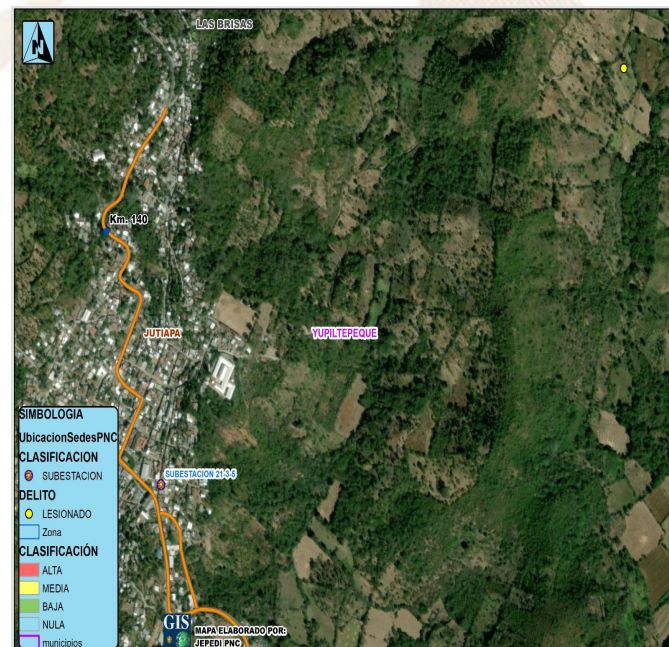 N
LAS BRISAS
Km. 140
JUTIAPA
YUPILTEPEQUE
SUBESTACION 21-3-5
SIMBOLOGIA
UbicacionSedesPNC
CLASIFICACION
SUBESTACION
DELITO
LESIONADO
Zona
CLASIFICACIÓN
ALTA
MEDIA
BAJA
NULA
municipios
GIS
MAPA ELABORADO POR:
JEPEDI PNC